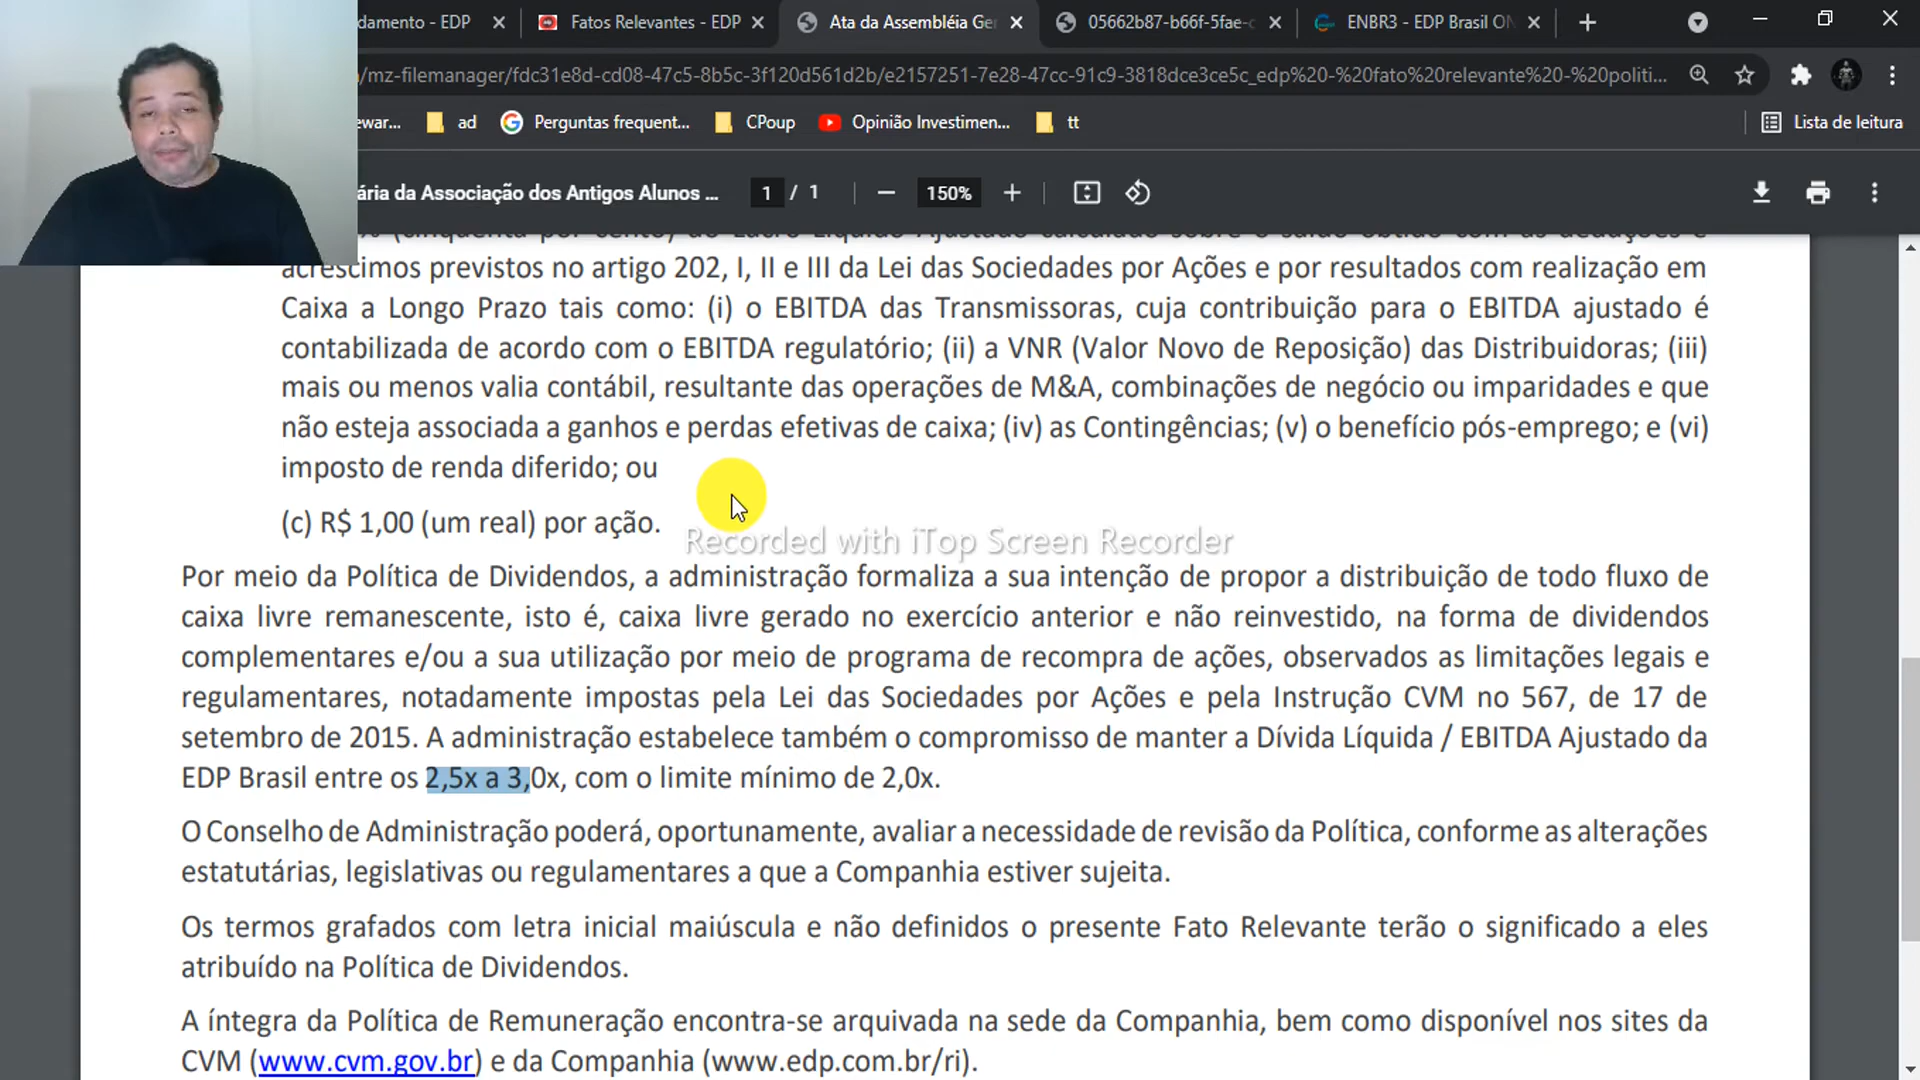 damento - EDP
Fatos Relevantes - EDP
Ata da Assembléia Ge
05662b87-b66f-5fae-c
ENBR3 - EDP Brasil ON
/mz-filemanager/fdc31e8d-cd08-47c5-8b5c-3f120d561d2b/e2157251-7e28-47cc-91c9-3818dce3ce5c_edp%20-%20fato%20relevante%20-%20politi...
ewar...
ad
Perguntas frequent...
CPoup
Opinião Investimen...
tt
Lista de leitura
ária da Associação dos Antigos Alunos ...
1 / 1
150%
(cinquenta por cento) do Lucro Líquido Ajustado calculado sobre o saldo obtido com as deduções e
acréscimos previstos no artigo 202, I, II e III da Lei das Sociedades por Ações e por resultados com realização em
Caixa a Longo Prazo tais como: (i) o EBITDA das Transmissoras, cuja contribuição para o EBITDA ajustado é
contabilizada de acordo com o EBITDA regulatório; (ii) a VNR (Valor Novo de Reposição) das Distribuidoras; (iii)
mais ou menos valia contábil, resultante das operações de M&A, combinações de negócio ou imparidades e que
não esteja associada a ganhos e perdas efetivas de caixa; (iv) as Contingências; (v) o benefício pós-emprego; e (vi)
imposto de renda diferido; ou
(c) R$ 1,00 (um real) por ação.
Recorded with iTop Screen Recorder
Por meio da Política de Dividendos, a administração formaliza a sua intenção de propor a distribuição de todo fluxo de
caixa livre remanescente, isto é, caixa livre gerado no exercício anterior e não reinvestido, na forma de dividendos
complementares e/ou a sua utilização por meio de programa de recompra de ações, observados as limitações legais e
regulamentares, notadamente impostas pela Lei das Sociedades por Ações e pela Instrução CVM no 567, de 17 de
setembro de 2015. A administração estabelece também o compromisso de manter a Dívida Líquida / EBITDA Ajustado da
EDP Brasil entre os 2,5x a 3,0x, com o limite mínimo de 2,0x.
O Conselho de Administração poderá, oportunamente, avaliar a necessidade de revisão da Política, conforme as alterações
estatutárias, legislativas ou regulamentares a que a Companhia estiver sujeita.
Os termos grafados com letra inicial maiúscula e não definidos o presente Fato Relevante terão o significado a eles
atribuído na Política de Dividendos.
A íntegra da Política de Remuneração encontra-se arquivada na sede da Companhia, bem como disponível nos sites da
CVM (www.cvm.gov.br) e da Companhia (www.edp.com.br/ri).